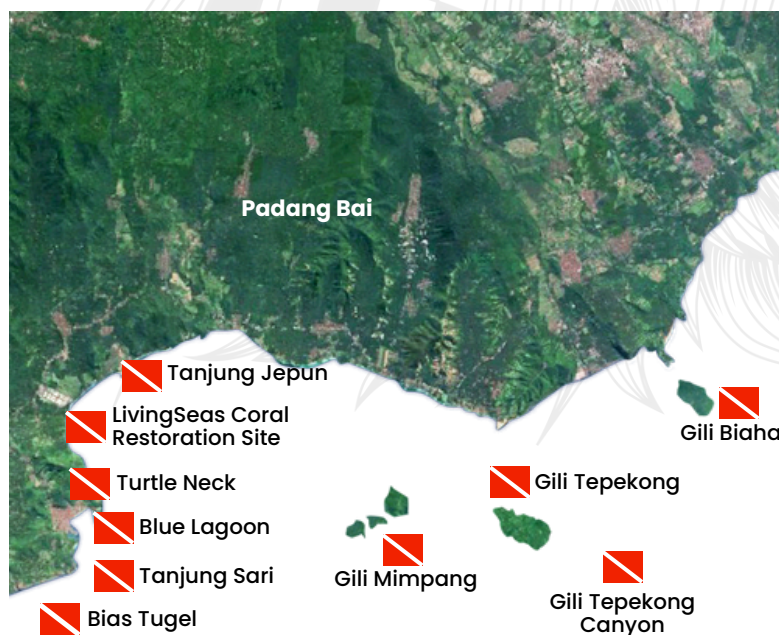 Padang Bai
Tanjung Jepun
LivingSeas Coral
Restoration Site
Turtle Neck
Blue Lagoon
Tanjung Sari
Bias Tugel
Gili Mimpang
Gili Tepekong
Gili Tepekong
Canyon
Gili Biaha